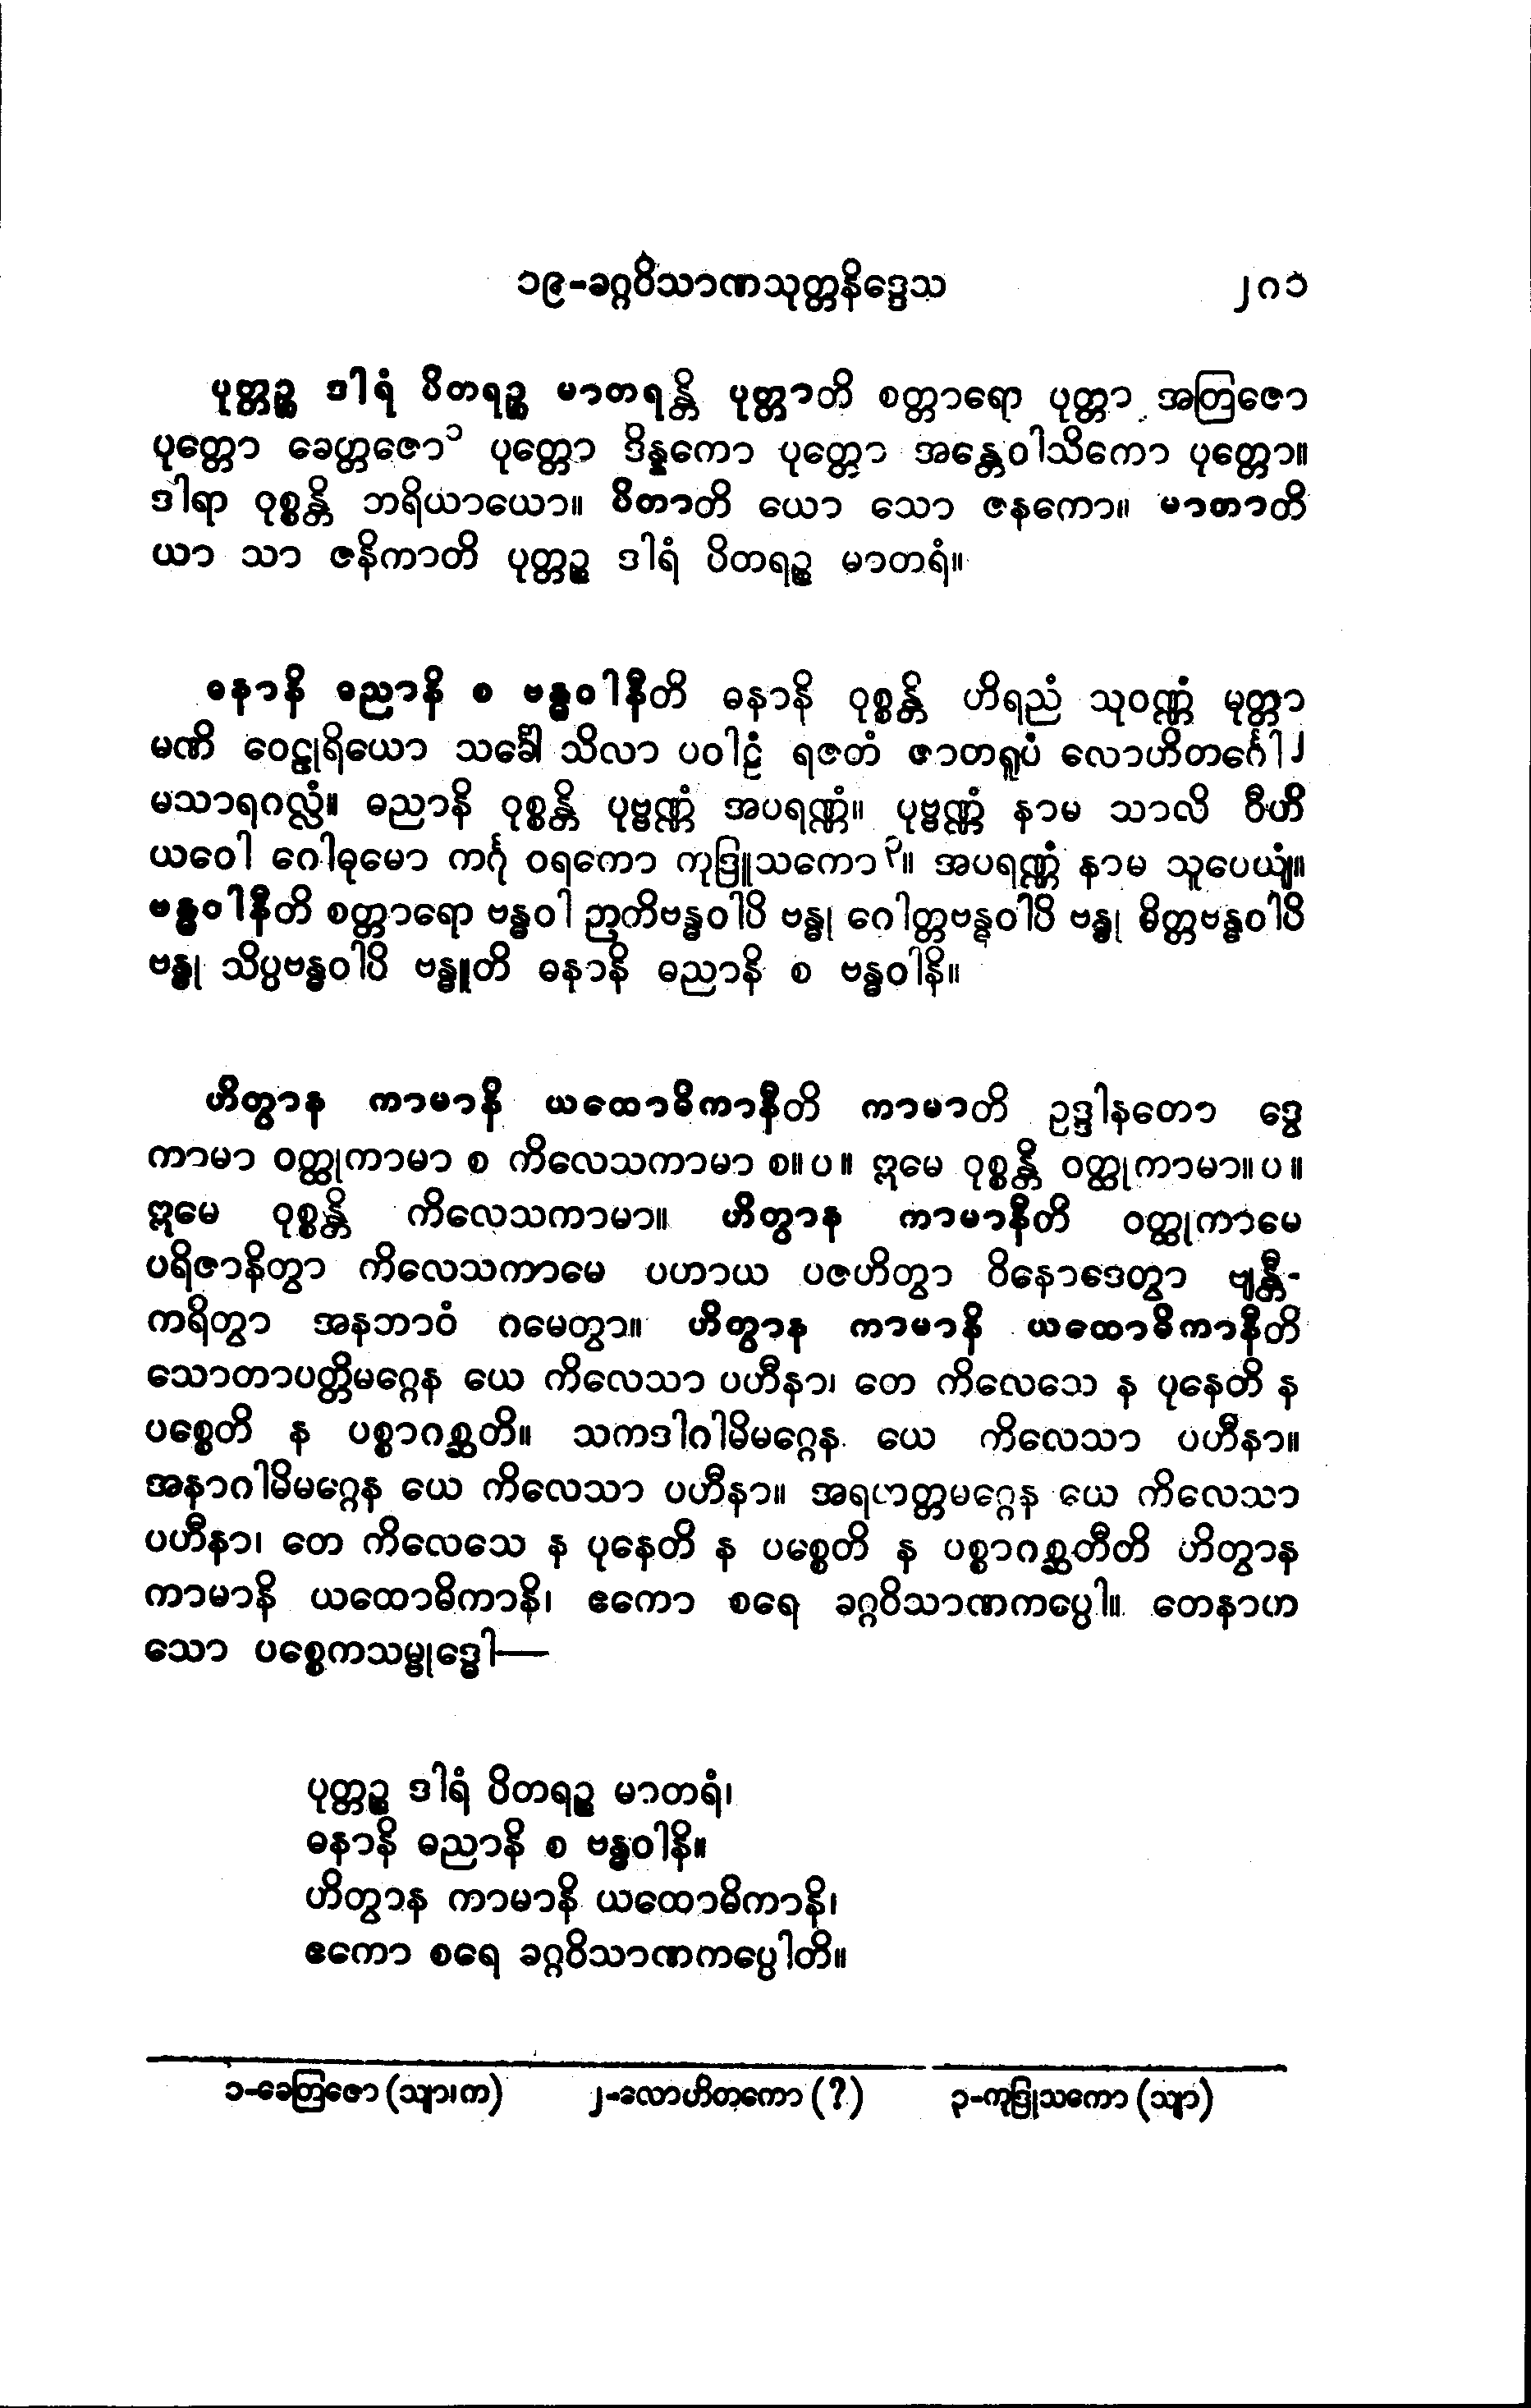 ၁၉-ခဂ္ဂဝိသာဏသုတ္တနိဒ္ဒေသ ၂၈၁
ပုတ္တဉ္စ ဒါရံ ပိတရဉ္စ မာတရန္တိ ပုတ္တာတိ စတ္တာရော ပုတ္တာ အတြဇော
ပုတ္တော ခေတ္တဇော၁ ပုတ္တော ဒိန္နကော ပုတ္တော အန္တေဝါသိကော ပုတ္တော။
ဒါရာ ဝုစ္စန္တိ ဘရိယာယော။ ပိတာတိ ယော သော ဇနကော။ မာတာတိ
ယာ သာ ဇနိကာတိ ပုတ္တဉ္စ ဒါရံ ပိတရဉ္စ မာတရံ။
ဓနာနိ ဓညာနိ စ ဗန္ဓဝါနီတိ ဓနာနိ ဝုစ္စန္တိ ဟိရညံ သုဝဏ္ဏံ မုတ္တာ
မဏိ ဝေဠုရိယော သင်္ခေါ သိလာ ပဝါဠံ ရဇတံ ဇာတရူပံ လောဟိတင်္ဂေါ၂
မသာရဂလ္လံ။ ဓညာနိ ဝုစ္စန္တိ ပုဗ္ဗဏ္ဏံ အပရဏ္ဏံ။ ပုဗ္ဗဏ္ဏံ နာမ သာလိ ဝီဟိ
ယဝေါ ဂေါဓုမော ကင်္ဂု ဝရကော ကုဒြူသကော၃။ အပရဏ္ဏံ နာမ သူပေယျံ။
ဗန္ဓဝါနီတိ စတ္တာရော ဗန္ဓဝါ ဉာတိဗန္ဓဝါပိ ဗန္ဓု ဂေါတ္တဗန္ဓဝါပိ ဗန္ဓု မိတ္တဗန္ဓဝါပိ
ဗန္ဓု သိပ္ပဗန္ဓဝါပိ ဗန္ဓူတိ ဓနာနိ ဓညာနိ စ ဗန္ဓဝါနိ။
ဟိတွာန ကာမာနိ ယထောဓိကာနီတိ ကာမာတိ ဥဒ္ဒါနတော ဒွေ
ကာမာ ဝတ္ထုကာမာ စ ကိလေသကာမာ စ။ပ။ ဣမေ ဝုစ္စန္တိ ဝတ္ထုကာမာ။ပ။
ဣမေ ဝုစ္စန္တိ ကိလေသကာမာ။ ဟိတွာန ကာမာနီတိ ဝတ္ထုကာမေ
ပရိဇာနိတွာ ကိလေသကာမေ ပဟာယ ပဇဟိတွာ ဝိနောဒေတွာ ဗျန္တီ-
ကရိတွာ အနဘာဝံ ဂမေတွာ။ ဟိတွာန ကာမာနိ ယထောဓိကာနီတိ
သောတာပတ္တိမဂ္ဂေန ယေ ကိလေသာ ပဟီနာ၊ တေ ကိလေသေ န ပုနေတိ န
ပစ္စေတိ န ပစ္စာဂစ္ဆတိ။ သကဒါဂါမိမဂ္ဂေန ယေ ကိလေသာ ပဟီနာ။
အနာဂါမိမဂ္ဂေန ယေ ကိလေသာ ပဟီနာ။ အရဟတ္တမဂ္ဂေန ယေ ကိလေသာ
ပဟီနာ၊ တေ ကိလေသေ န ပုနေတိ န ပစ္စေတိ န ပစ္စာဂစ္ဆတီတိ ဟိတွာန
ကာမာနိ ယထောဓိကာနိ၊ ဧကော စရေ ခဂ္ဂဝိသာဏကပ္ပေါ။ တေနာဟ
သော ပစ္စေကသမ္ဗုဒ္ဓေါ—
ပုတ္တဉ္စ ဒါရံ ပိတရဉ္စ မာတရံ၊
ဓနာနိ ဓညာနိ စ ဗန္ဓဝါနိ။
ဟိတွာန ကာမာနိ ယထောဓိကာနိ၊
ဧကော စရေ ခဂ္ဂဝိသာဏကပ္ပေါတိ။
၁-ခေတြဇော (သျာ၊က) ၂-လောဟိတကော (?) ၃-ကုဒြုသကော (သျာ)